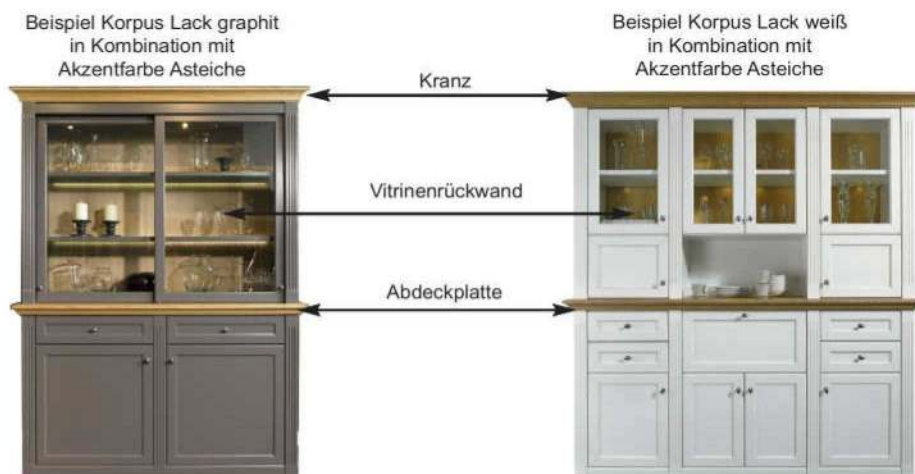 Beispiel Korpus Lack graphit
in Kombination mit
Akzentfarbe Asteiche
Beispiel Korpus Lack weiß
in Kombination mit
Akzentfarbe Asteiche
Kranz
Vitrinenrückwand
Abdeckplatte